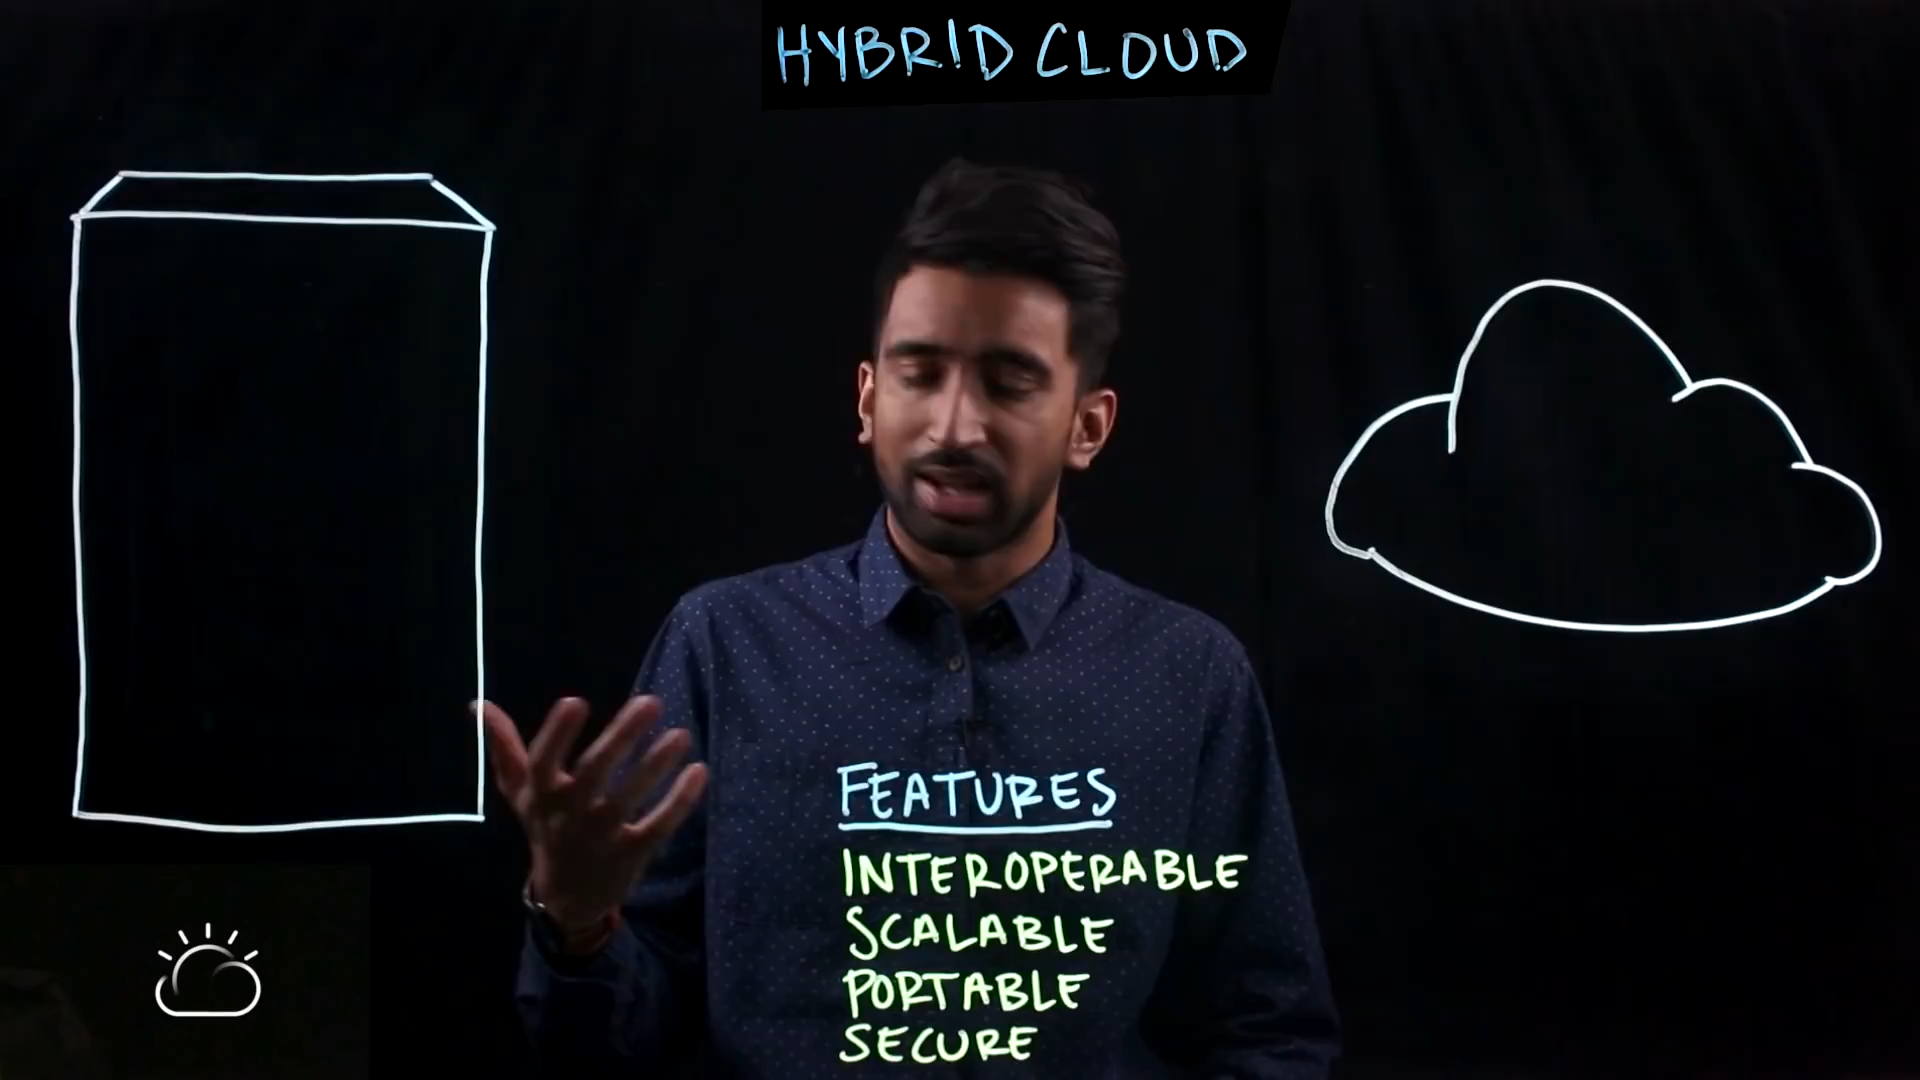 HYBRID CLOUD
FEATURES
INTEROPERABLE
SCALABLE
PORTABLE
SECURE